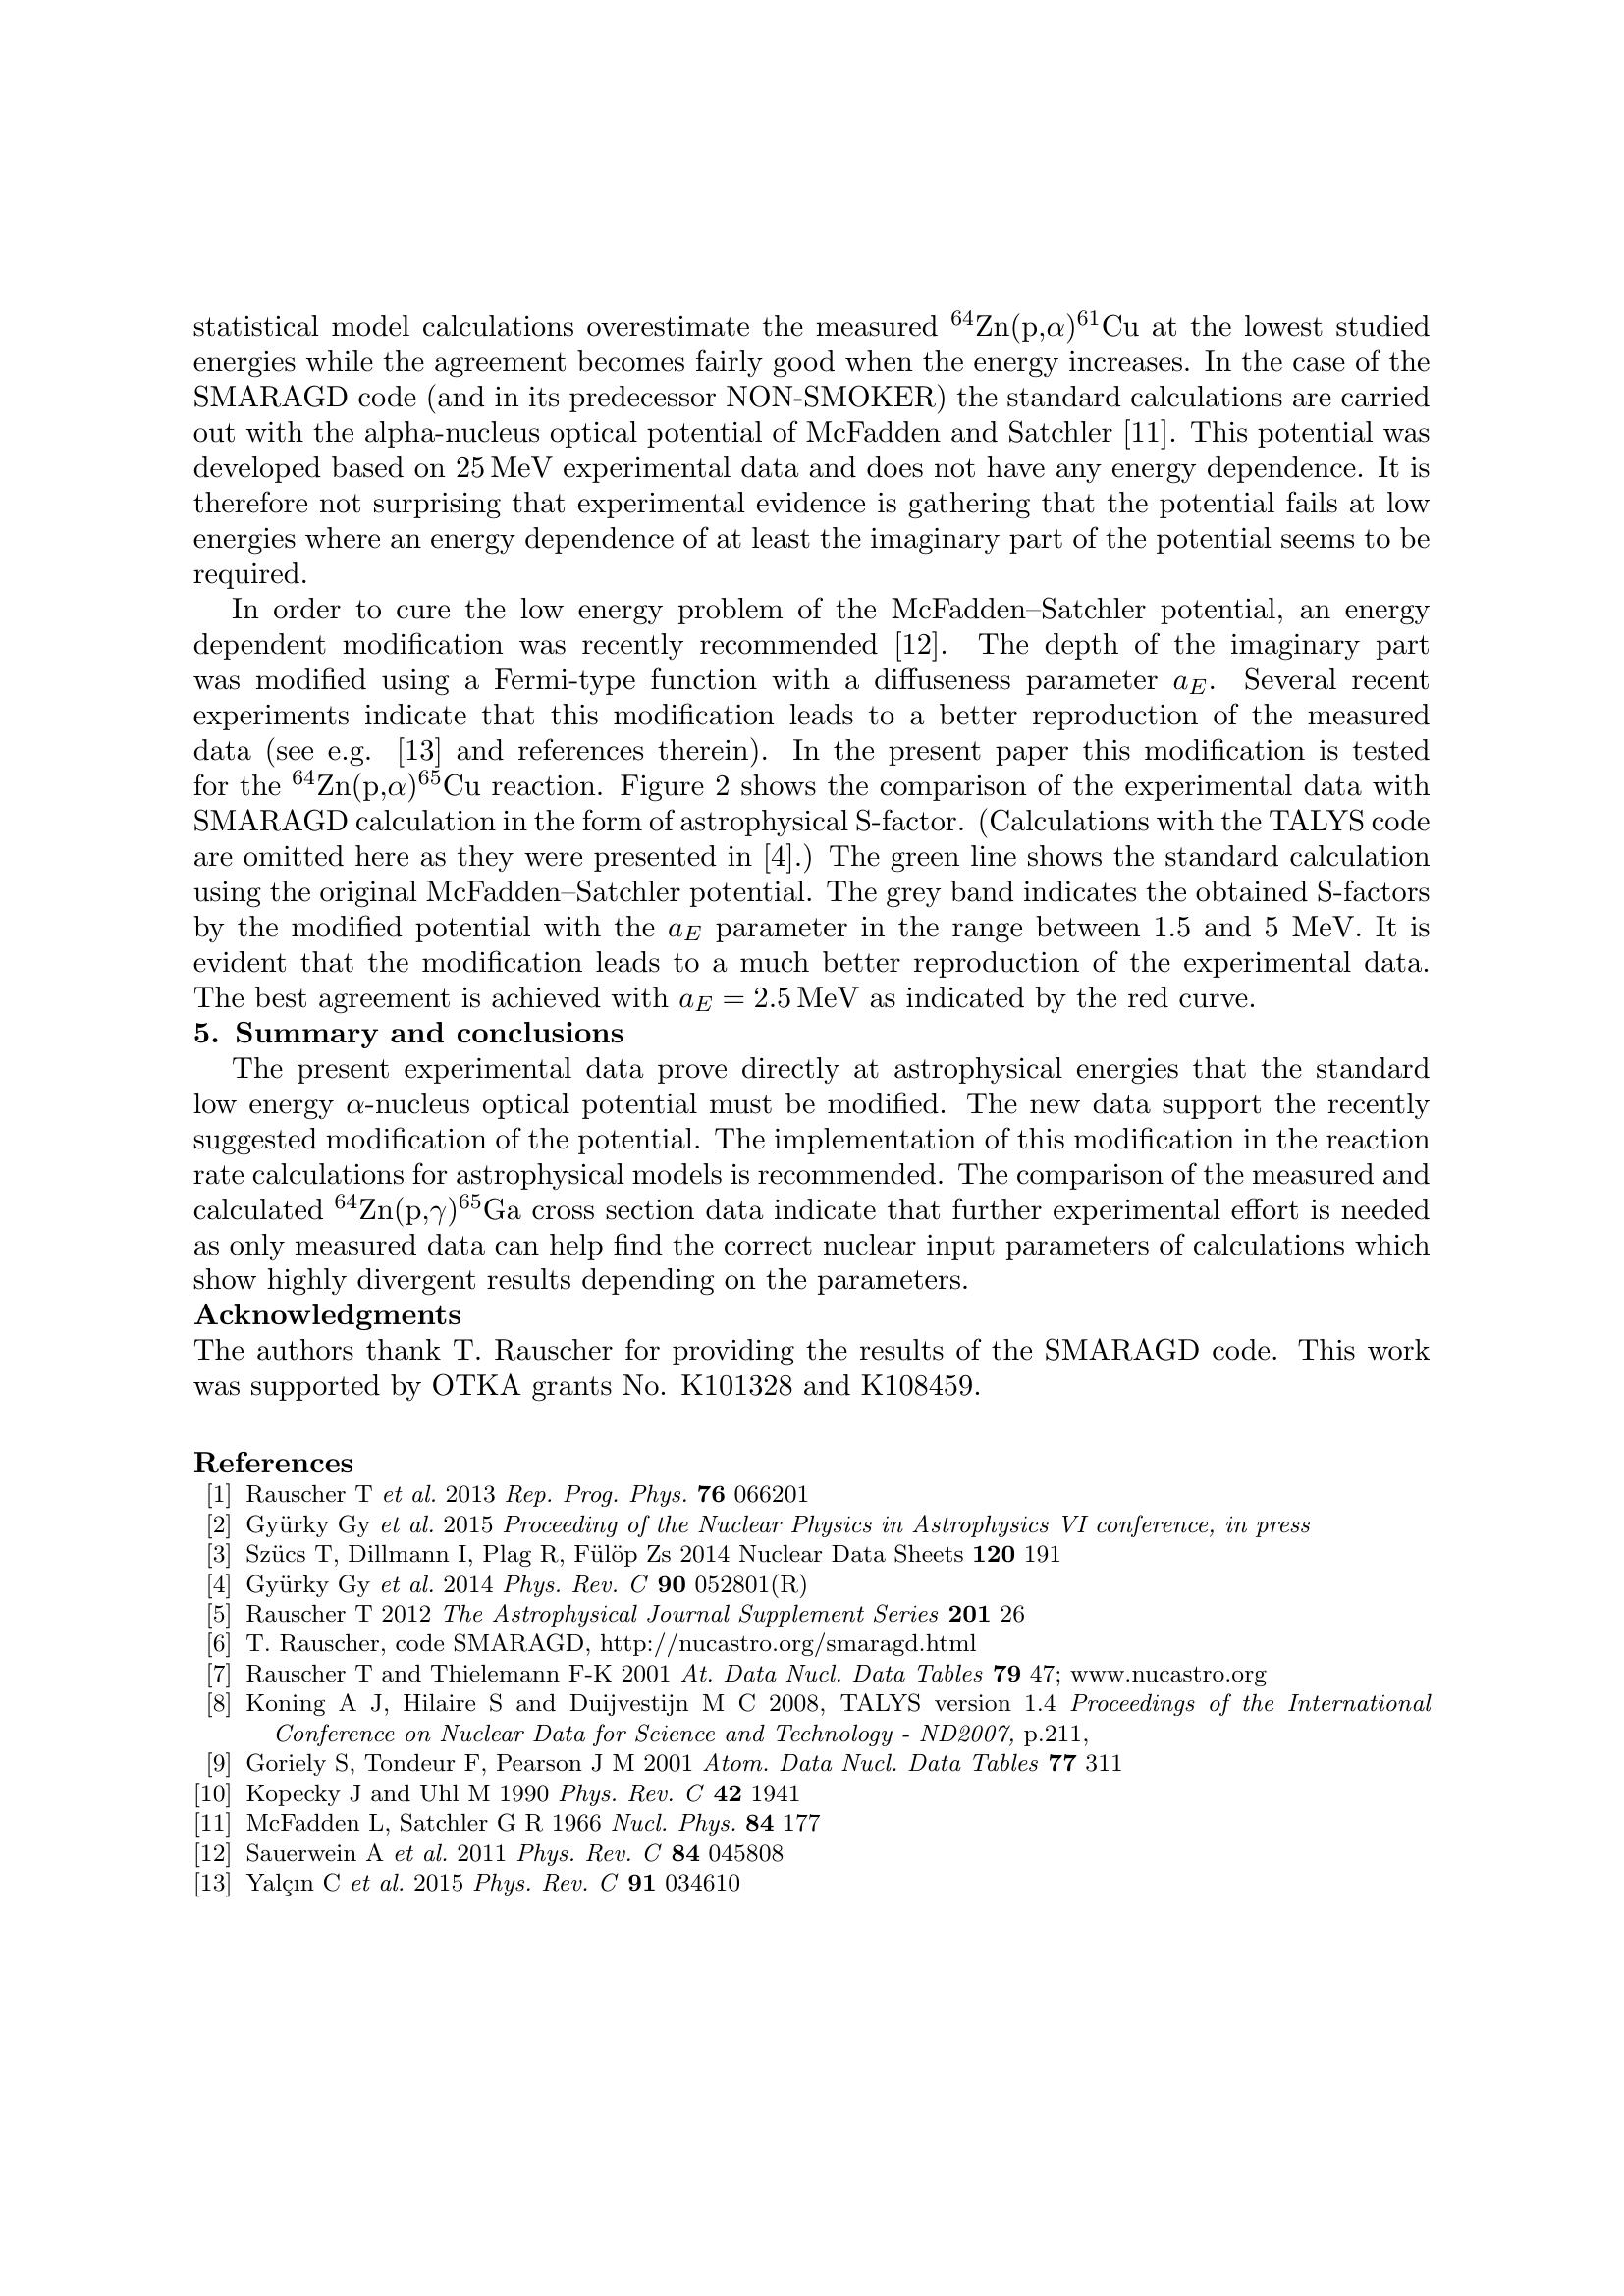 statistical model calculations overestimate the measured ⁶⁴Zn(p,α)⁶¹Cu at the lowest studied
energies while the agreement becomes fairly good when the energy increases. In the case of the
SMARAGD code (and in its predecessor NON-SMOKER) the standard calculations are carried
out with the alpha-nucleus optical potential of McFadden and Satchler [11]. This potential was
developed based on 25 MeV experimental data and does not have any energy dependence. It is
therefore not surprising that experimental evidence is gathering that the potential fails at low
energies where an energy dependence of at least the imaginary part of the potential seems to be
required.
In order to cure the low energy problem of the McFadden–Satchler potential, an energy
dependent modification was recently recommended [12]. The depth of the imaginary part
was modified using a Fermi-type function with a diffuseness parameter a_E. Several recent
experiments indicate that this modification leads to a better reproduction of the measured
data (see e.g. [13] and references therein). In the present paper this modification is tested
for the ⁶⁴Zn(p,α)⁶⁵Cu reaction. Figure 2 shows the comparison of the experimental data with
SMARAGD calculation in the form of astrophysical S-factor. (Calculations with the TALYS code
are omitted here as they were presented in [4].) The green line shows the standard calculation
using the original McFadden–Satchler potential. The grey band indicates the obtained S-factors
by the modified potential with the a_E parameter in the range between 1.5 and 5 MeV. It is
evident that the modification leads to a much better reproduction of the experimental data.
The best agreement is achieved with a_E = 2.5 MeV as indicated by the red curve.
5. Summary and conclusions
The present experimental data prove directly at astrophysical energies that the standard
low energy α-nucleus optical potential must be modified. The new data support the recently
suggested modification of the potential. The implementation of this modification in the reaction
rate calculations for astrophysical models is recommended. The comparison of the measured and
calculated ⁶⁴Zn(p,γ)⁶⁵Ga cross section data indicate that further experimental effort is needed
as only measured data can help find the correct nuclear input parameters of calculations which
show highly divergent results depending on the parameters.
Acknowledgments
The authors thank T. Rauscher for providing the results of the SMARAGD code. This work
was supported by OTKA grants No. K101328 and K108459.
References
[1] Rauscher T et al. 2013 Rep. Prog. Phys. 76 066201
[2] Gyürky Gy et al. 2015 Proceeding of the Nuclear Physics in Astrophysics VI conference, in press
[3] Szücs T, Dillmann I, Plag R, Fülöp Zs 2014 Nuclear Data Sheets 120 191
[4] Gyürky Gy et al. 2014 Phys. Rev. C 90 052801(R)
[5] Rauscher T 2012 The Astrophysical Journal Supplement Series 201 26
[6] T. Rauscher, code SMARAGD, http://nucastro.org/smaragd.html
[7] Rauscher T and Thielemann F-K 2001 At. Data Nucl. Data Tables 79 47; www.nucastro.org
[8] Koning A J, Hilaire S and Duijvestijn M C 2008, TALYS version 1.4 Proceedings of the International
Conference on Nuclear Data for Science and Technology - ND2007, p.211,
[9] Goriely S, Tondeur F, Pearson J M 2001 Atom. Data Nucl. Data Tables 77 311
[10] Kopecky J and Uhl M 1990 Phys. Rev. C 42 1941
[11] McFadden L, Satchler G R 1966 Nucl. Phys. 84 177
[12] Sauerwein A et al. 2011 Phys. Rev. C 84 045808
[13] Yalçın C et al. 2015 Phys. Rev. C 91 034610